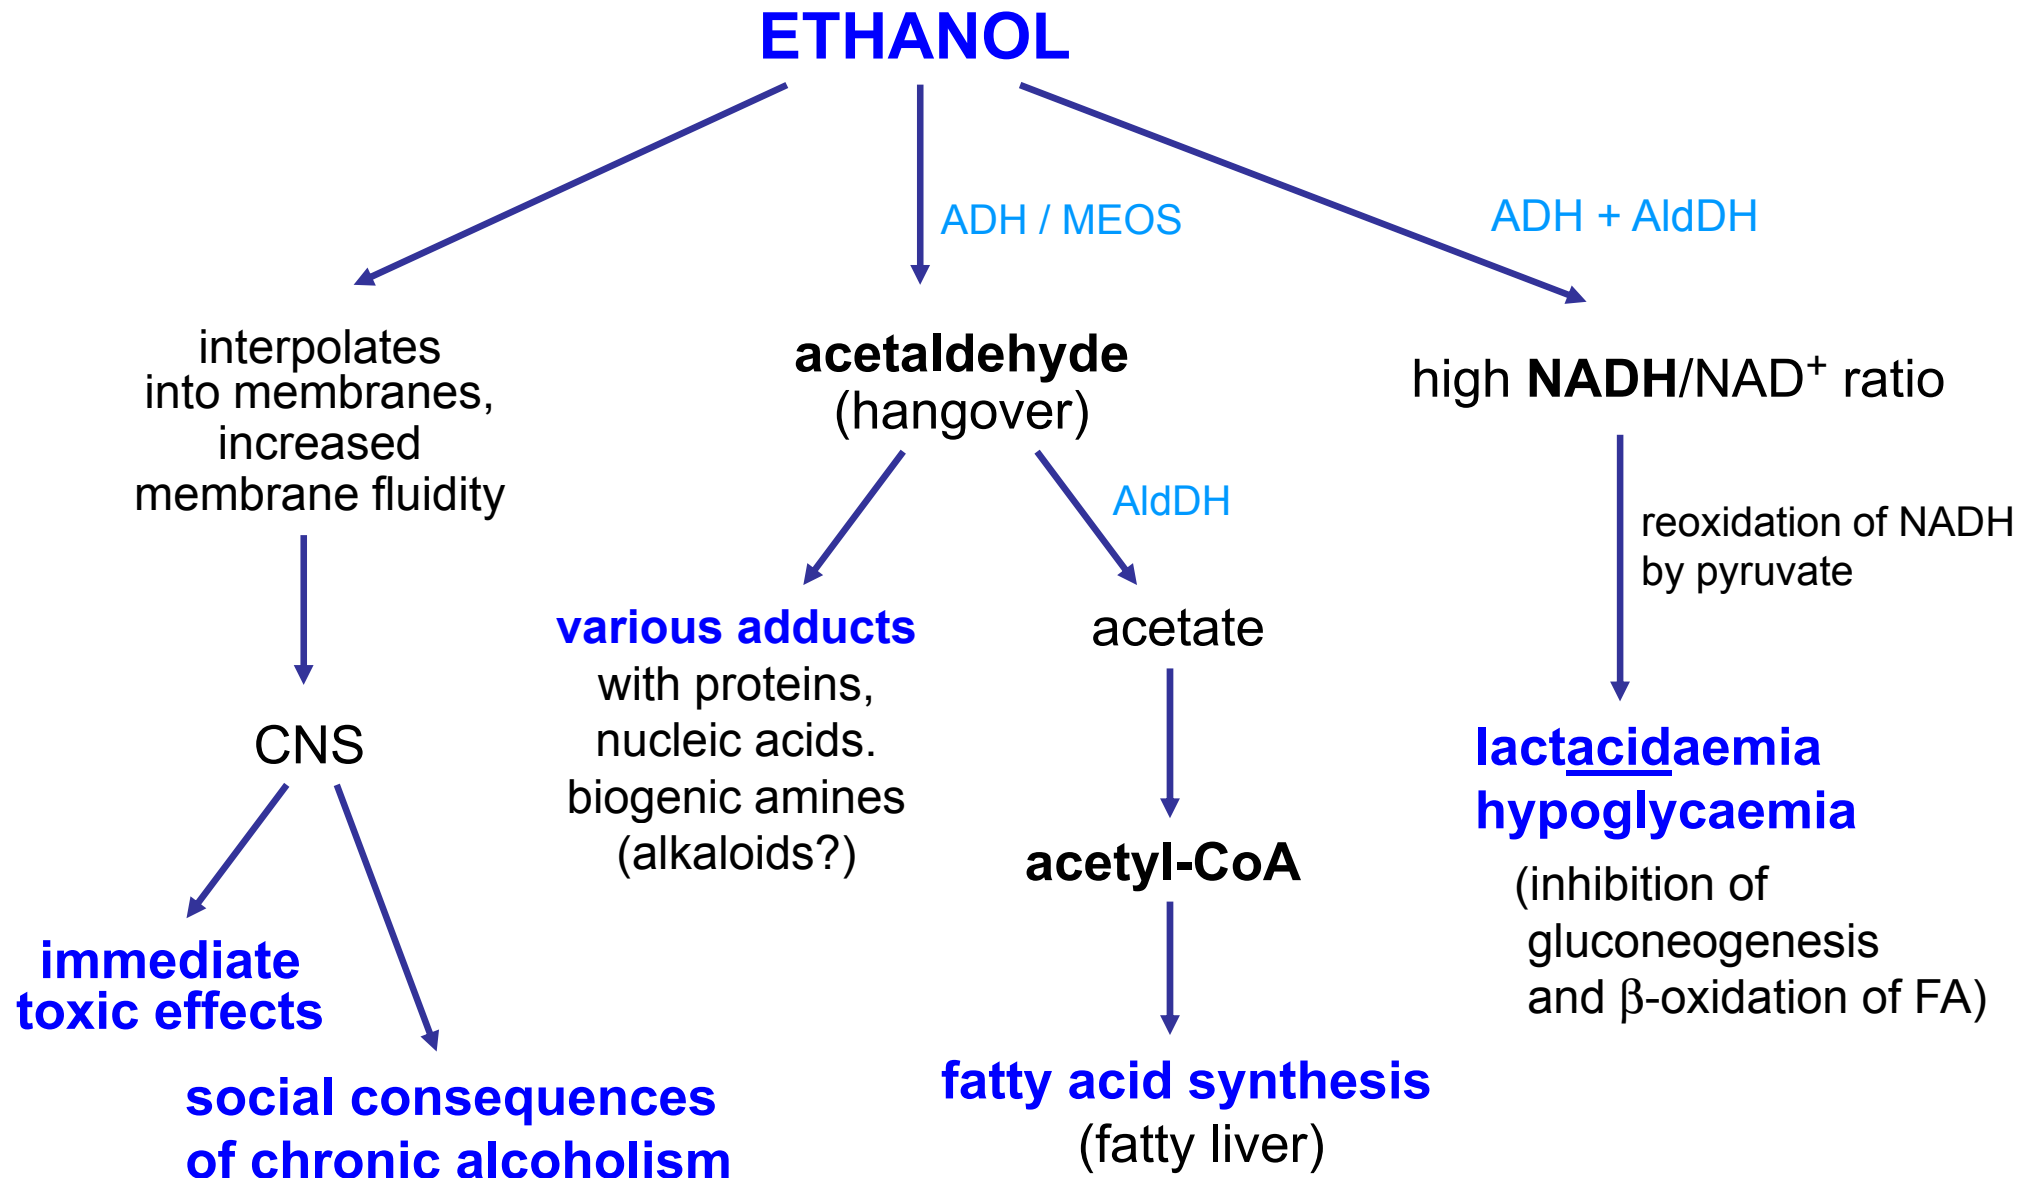 ETHANOL
ADH / MEOS
ADH + AldDH
interpolates
into membranes,
increased
membrane fluidity
acetaldehyde
(hangover)
high NADH/NAD⁺ ratio
AldDH
reoxidation of NADH
by pyruvate
CNS
various adducts
with proteins,
nucleic acids.
biogenic amines
(alkaloids?)
acetate
acetyl-CoA
lactacidaemia
hypoglycaemia
(inhibition of
gluconeogenesis
and β-oxidation of FA)
immediate
toxic effects
social consequences
of chronic alcoholism
fatty acid synthesis
(fatty liver)